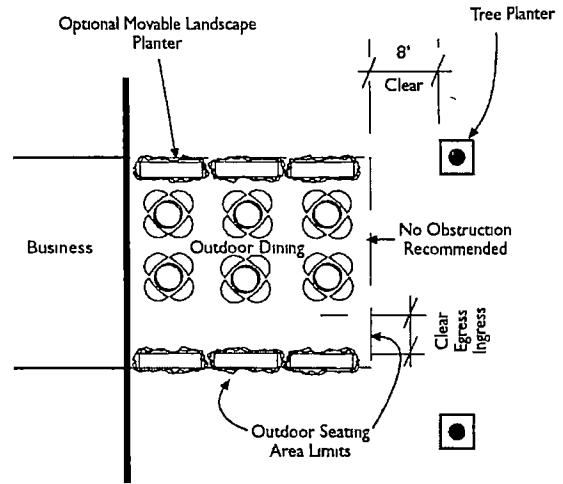 Optional Movable Landscape
Planter
Tree Planter
8'
Clear
Business
Outdoor Dining
No Obstruction
Recommended
Clear
Egress
Ingress
Outdoor Seating
Area Limits